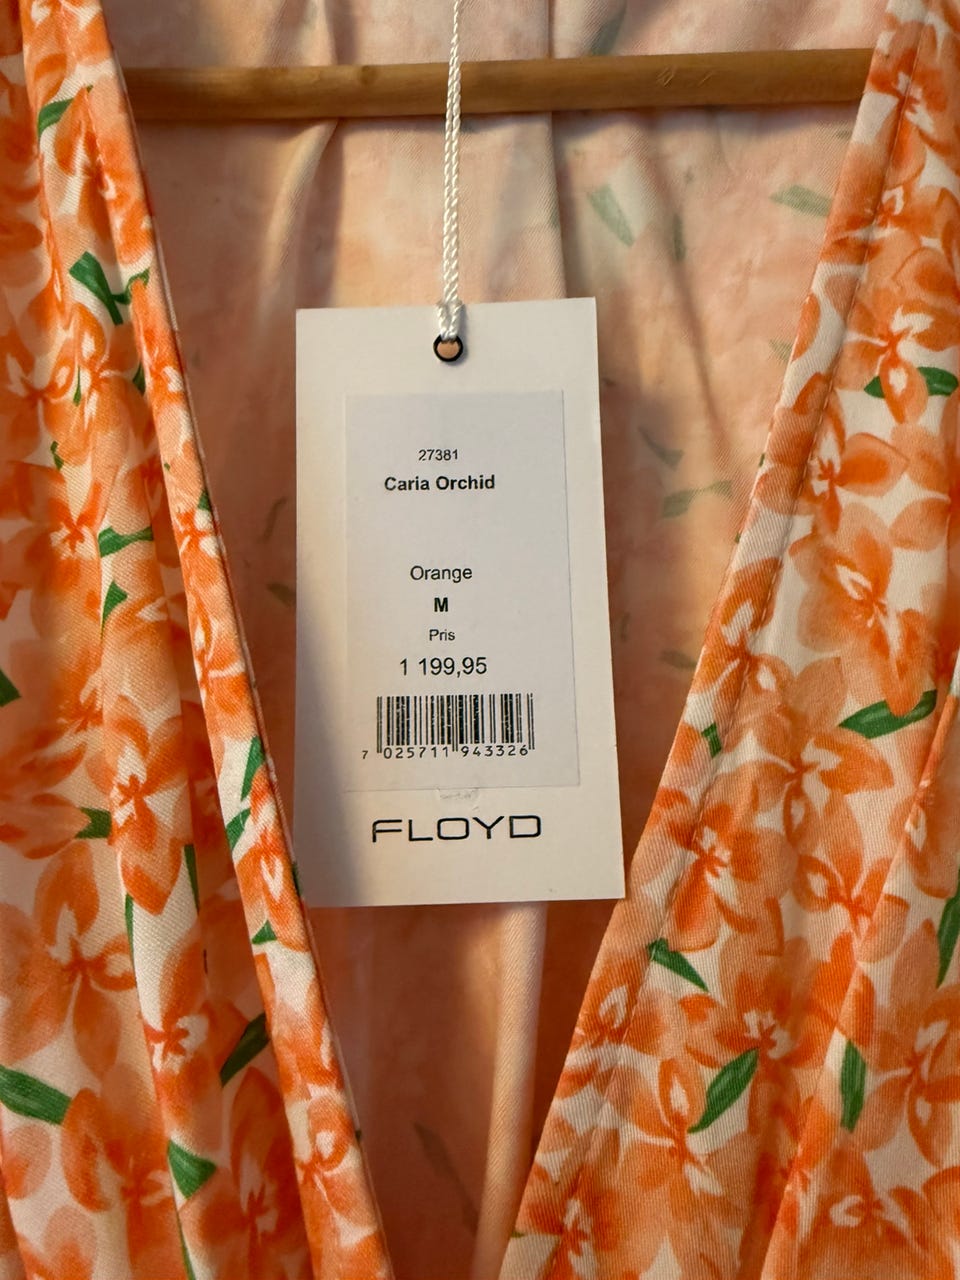 27381
Caria Orchid
Orange
M
Pris
1 199,95
7 025711 943326
FLOYD